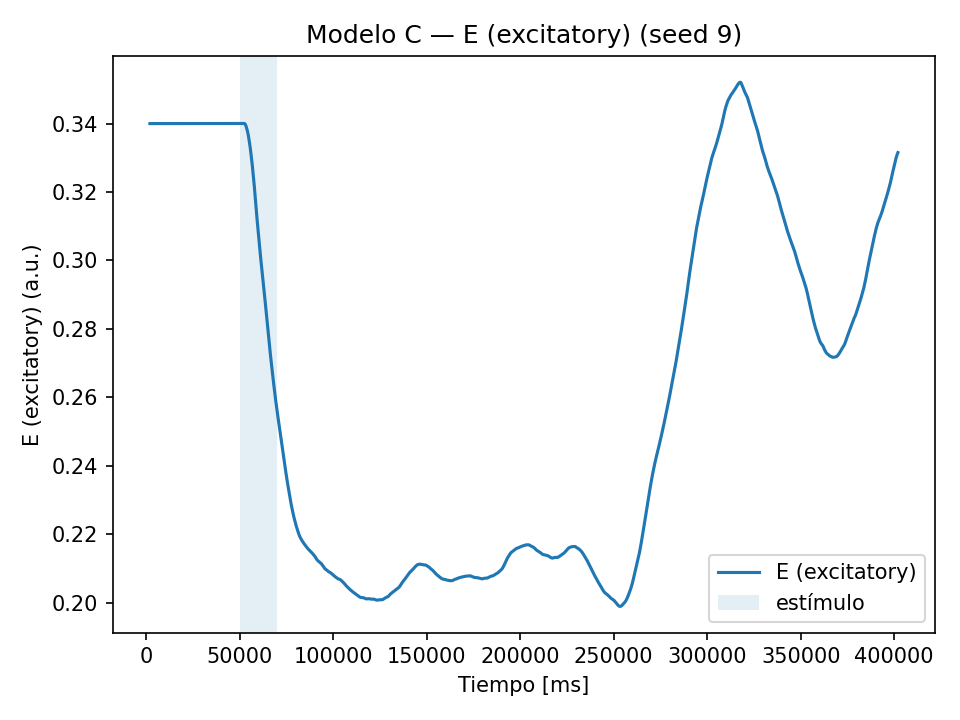 Modelo C — E (excitatory) (seed 9)
E (excitatory) (a.u.)
0.34
0.32
0.30
0.28
0.26
0.24
0.22
0.20
E (excitatory)
estímulo
0 50000 100000 150000 200000 250000 300000 350000 400000
Tiempo [ms]